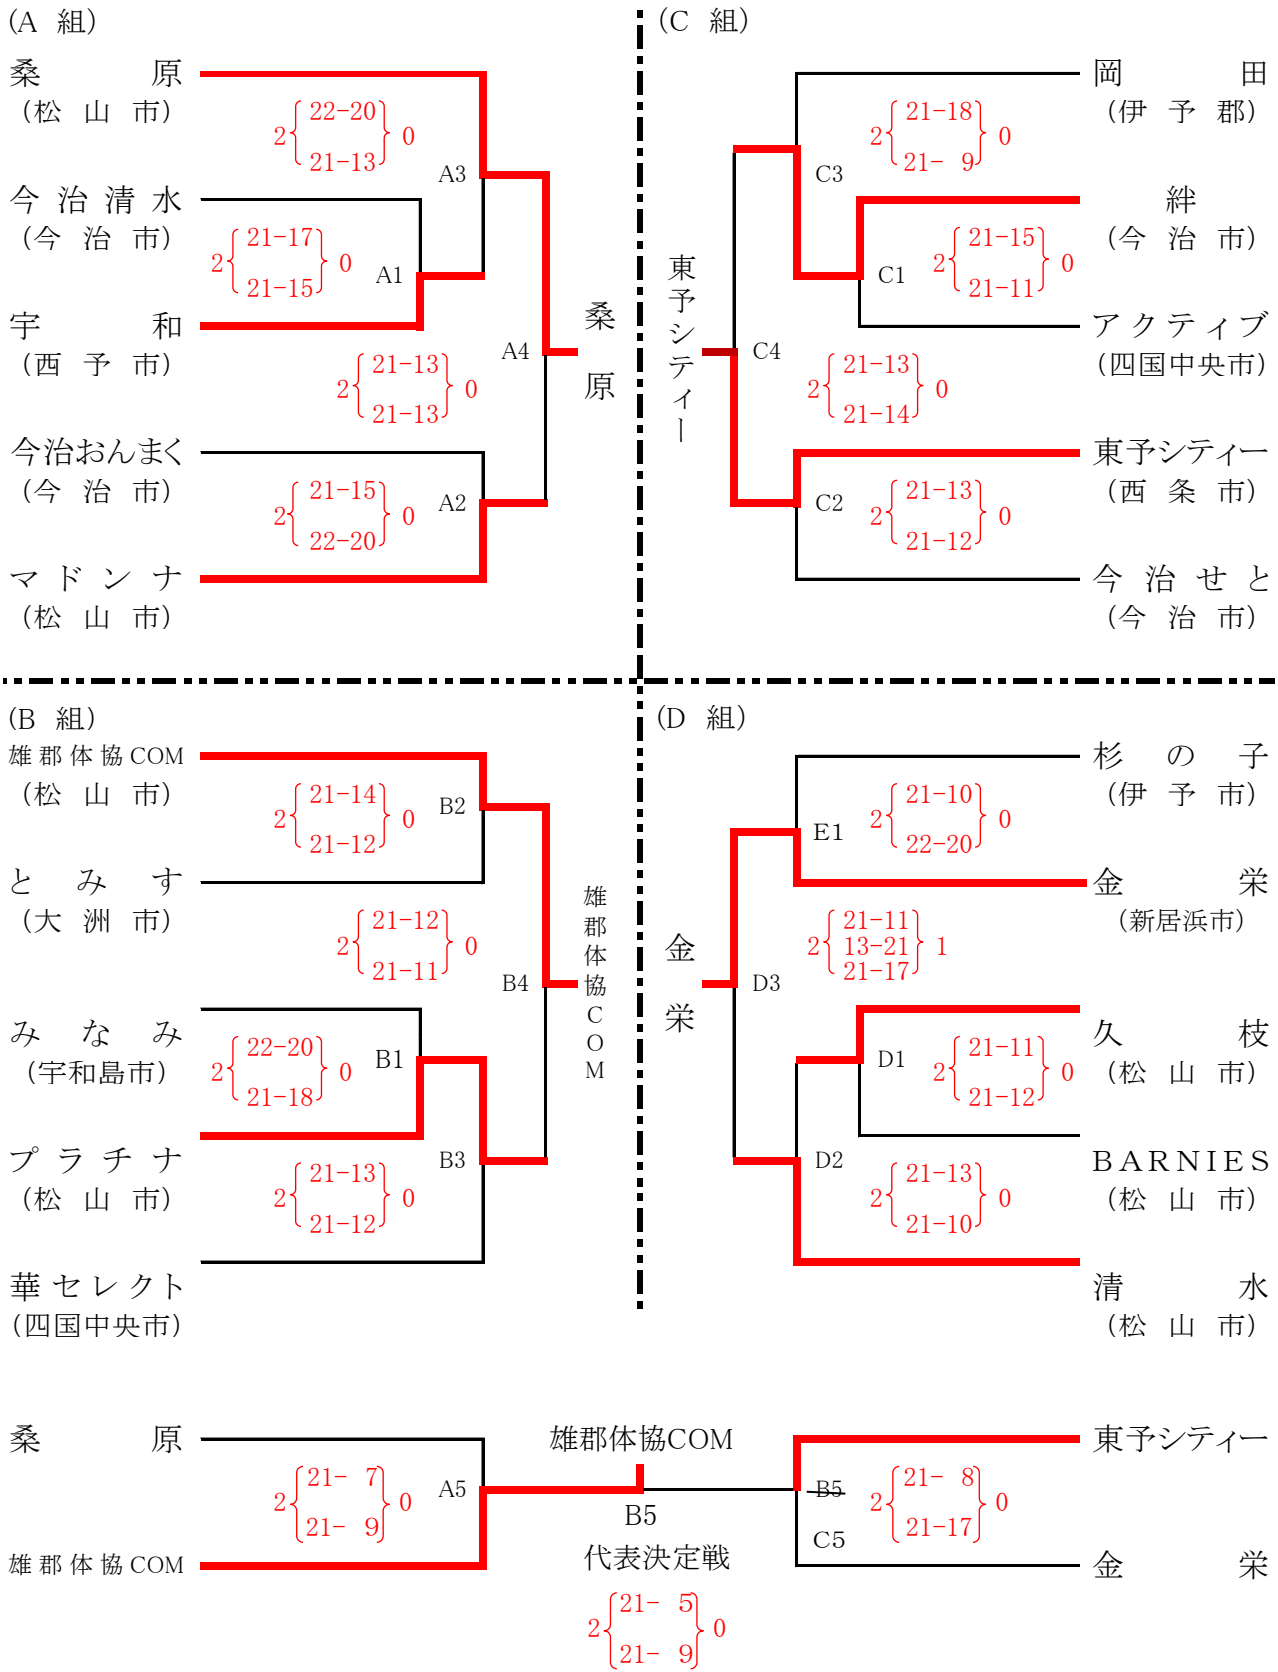 (A 組)
桑原
(松山市)
2 22-20 0
21-13
A3
今治清水
(今治市)
2 21-17 0
21-15
A1
宇和
(西予市)
A4
桑原
2 21-13 0
21-13
今治おんまく
(今治市)
2 21-15 0
22-20
A2
マドンナ
(松山市)
(C 組)
岡田
(伊予郡)
2 21-18 0
21- 9
C3
絆
(今治市)
2 21-15 0
21-11
C1
アクティブ
(四国中央市)
東予シティー
C4
2 21-13 0
21-14
東予シティー
(西条市)
2 21-13 0
21-12
C2
今治せと
(今治市)
(B 組)
雄郡体協COM
(松山市)
2 21-14 0
21-12
B2
とみす
(大洲市)
2 21-12 0
21-11
B4
雄郡体協COM
みなみ
(宇和島市)
2 22-20 0
21-18
B1
プラチナ
(松山市)
2 21-13 0
21-12
B3
華セレクト
(四国中央市)
(D 組)
杉の子
(伊予市)
2 21-10 0
22-20
E1
金栄
(新居浜市)
2 21-11 1
13-21
21-17
D3
金栄
久枝
(松山市)
2 21-11 0
21-12
D1
BARNIES
(松山市)
2 21-13 0
21-10
D2
清水
(松山市)
桑原
2 21- 7 0
21- 9
A5
雄郡体協COM
雄郡体協COM
B5
代表決定戦
2 21- 5 0
21- 9
東予シティー
B5
C5
2 21- 8 0
21-17
金栄